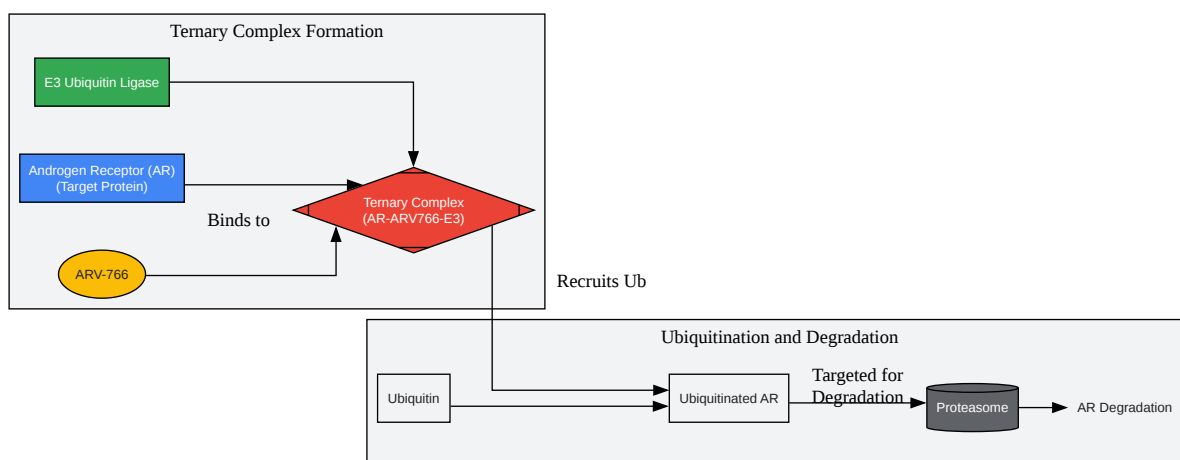 Ternary Complex Formation
E3 Ubiquitin Ligase
Androgen Receptor (AR)
(Target Protein)
Binds to
Ternary Complex
(AR-ARV766-E3)
ARV-766
Recruits Ub
Ubiquitination and Degradation
Ubiquitin
Ubiquitinated AR
Targeted for
Degradation
Proteasome
AR Degradation